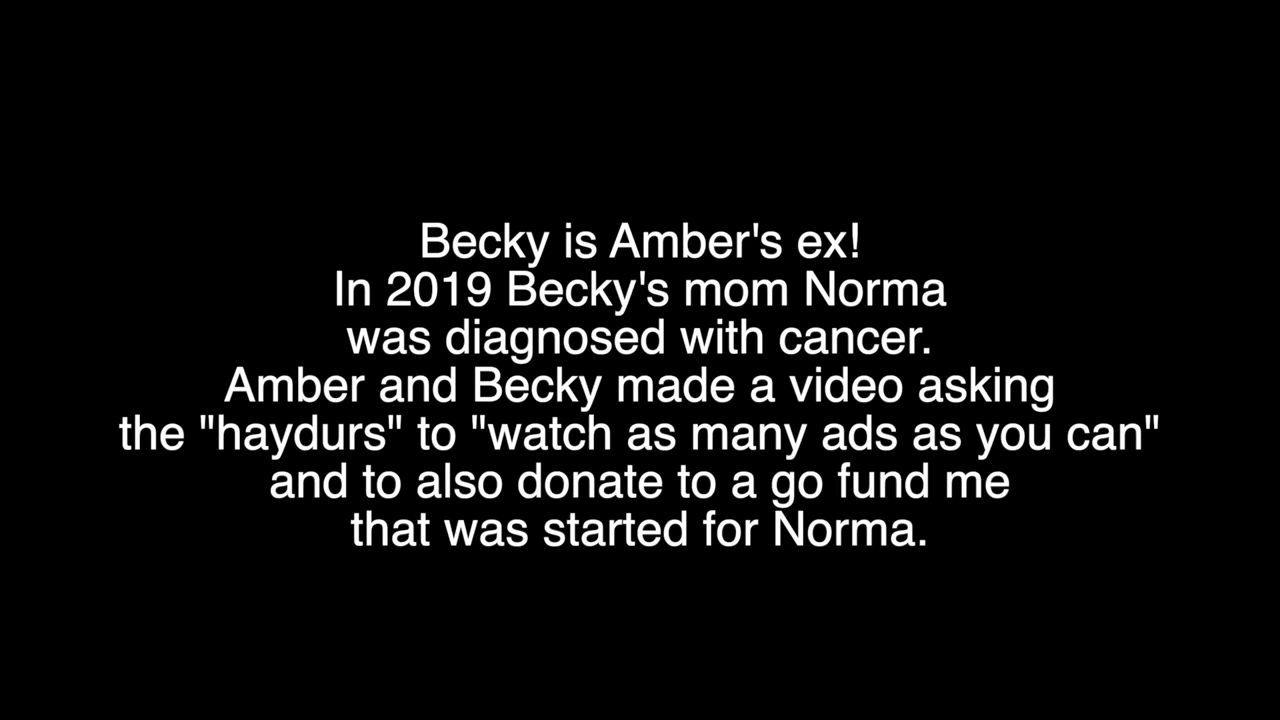 Becky is Amber's ex!
In 2019 Becky's mom Norma
was diagnosed with cancer.
Amber and Becky made a video asking
the "haydurs" to "watch as many ads as you can"
and to also donate to a go fund me
that was started for Norma.